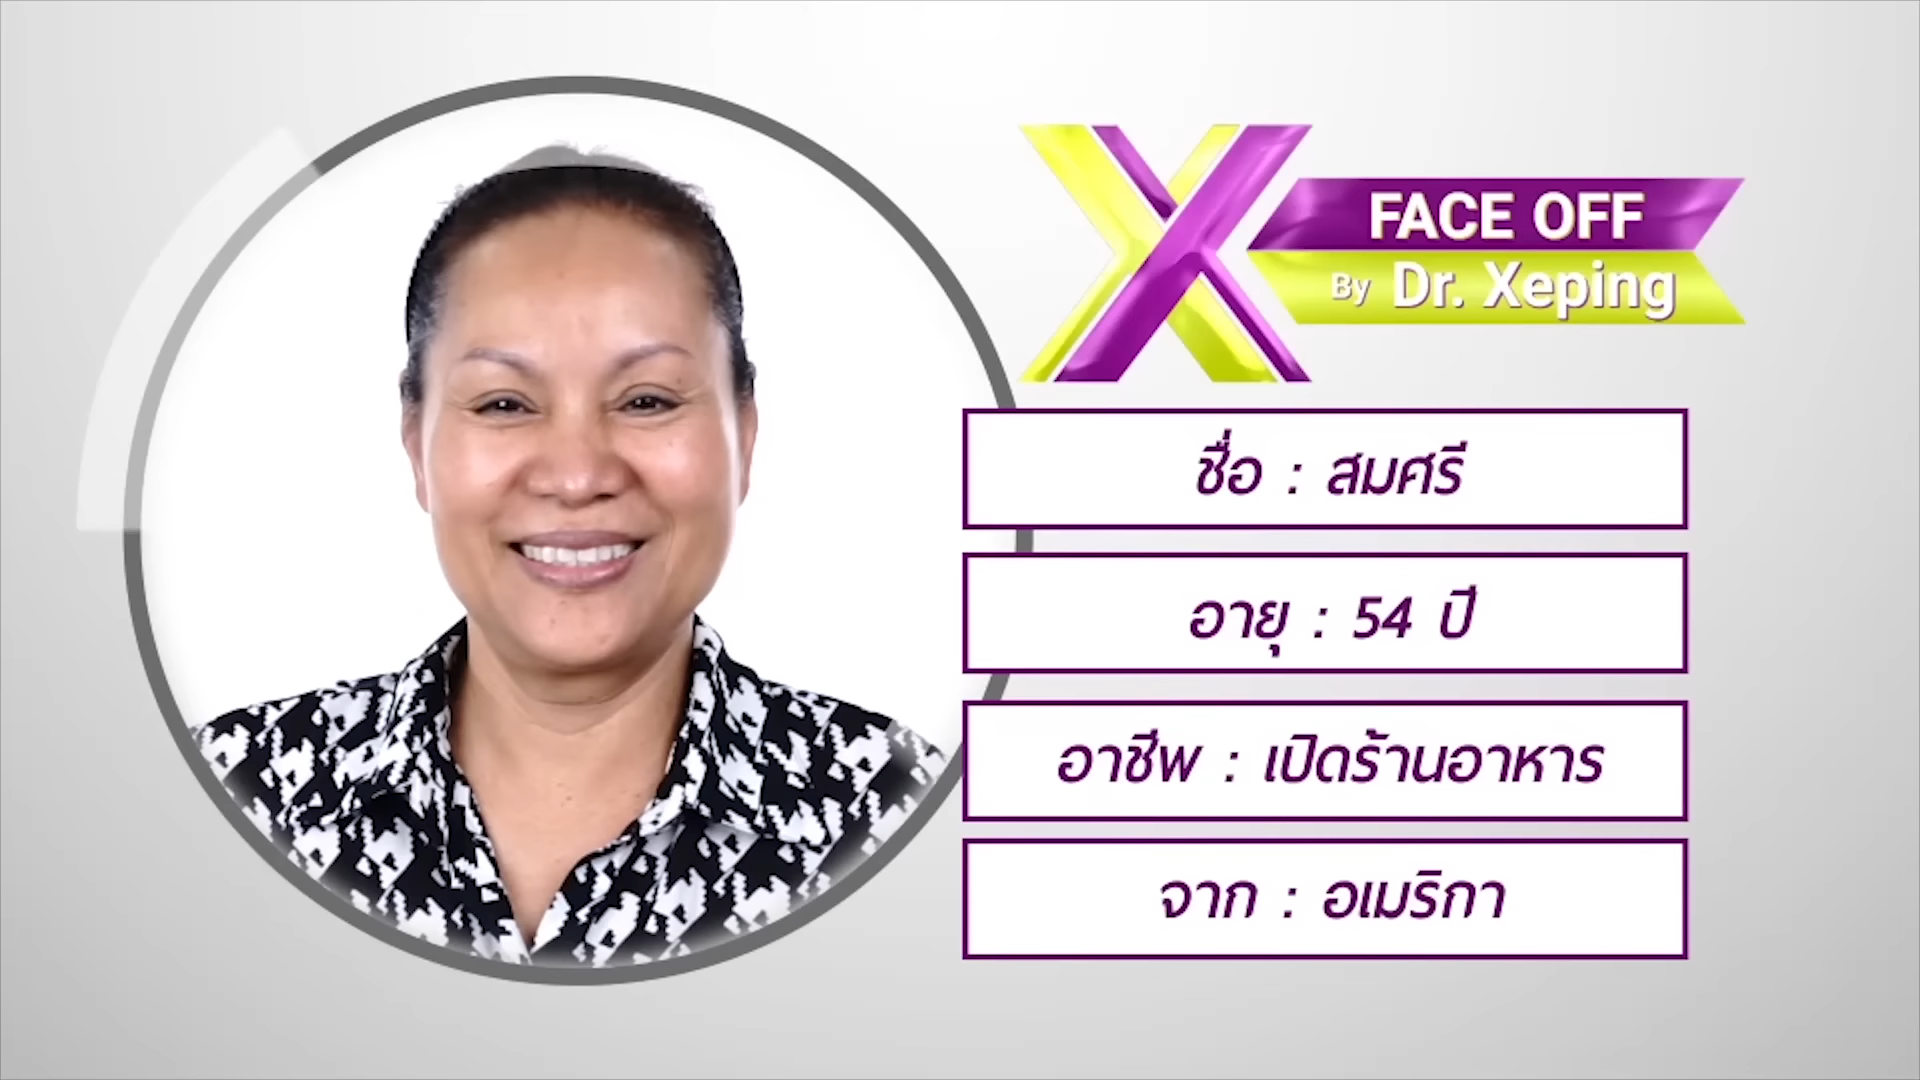 FACE OFF
By Dr. Xeping
ชื่อ : สมศรี
อายุ : 54 ปี
อาชีพ : เปิดร้านอาหาร
จาก : อเมริกา